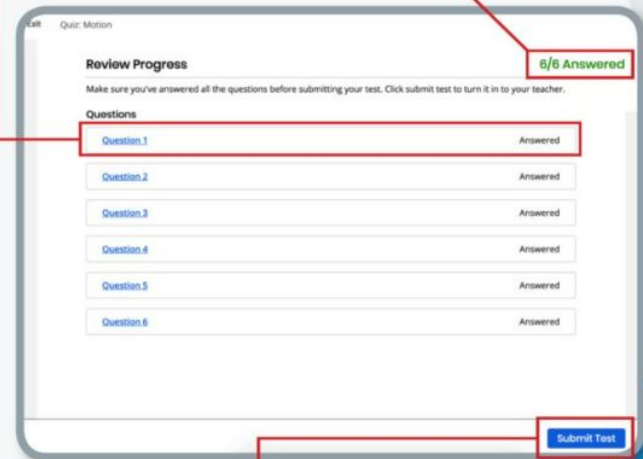 Exit Quiz: Motion
Review Progress
6/6 Answered
Make sure you've answered all the questions before submitting your test. Click submit test to turn it in to your teacher.
Questions
Question 1 Answered
Question 2 Answered
Question 3 Answered
Question 4 Answered
Question 5 Answered
Question 6 Answered
Submit Test